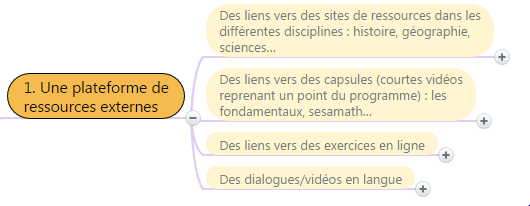 1. Une plateforme de
ressources externes
Des liens vers des sites de ressources dans les
différentes disciplines : histoire, géographie,
sciences...
Des liens vers des capsules (courtes vidéos
reprenant un point du programme) : les
fondamentaux, sesamath...
Des liens vers des exercices en ligne
Des dialogues/vidéos en langue